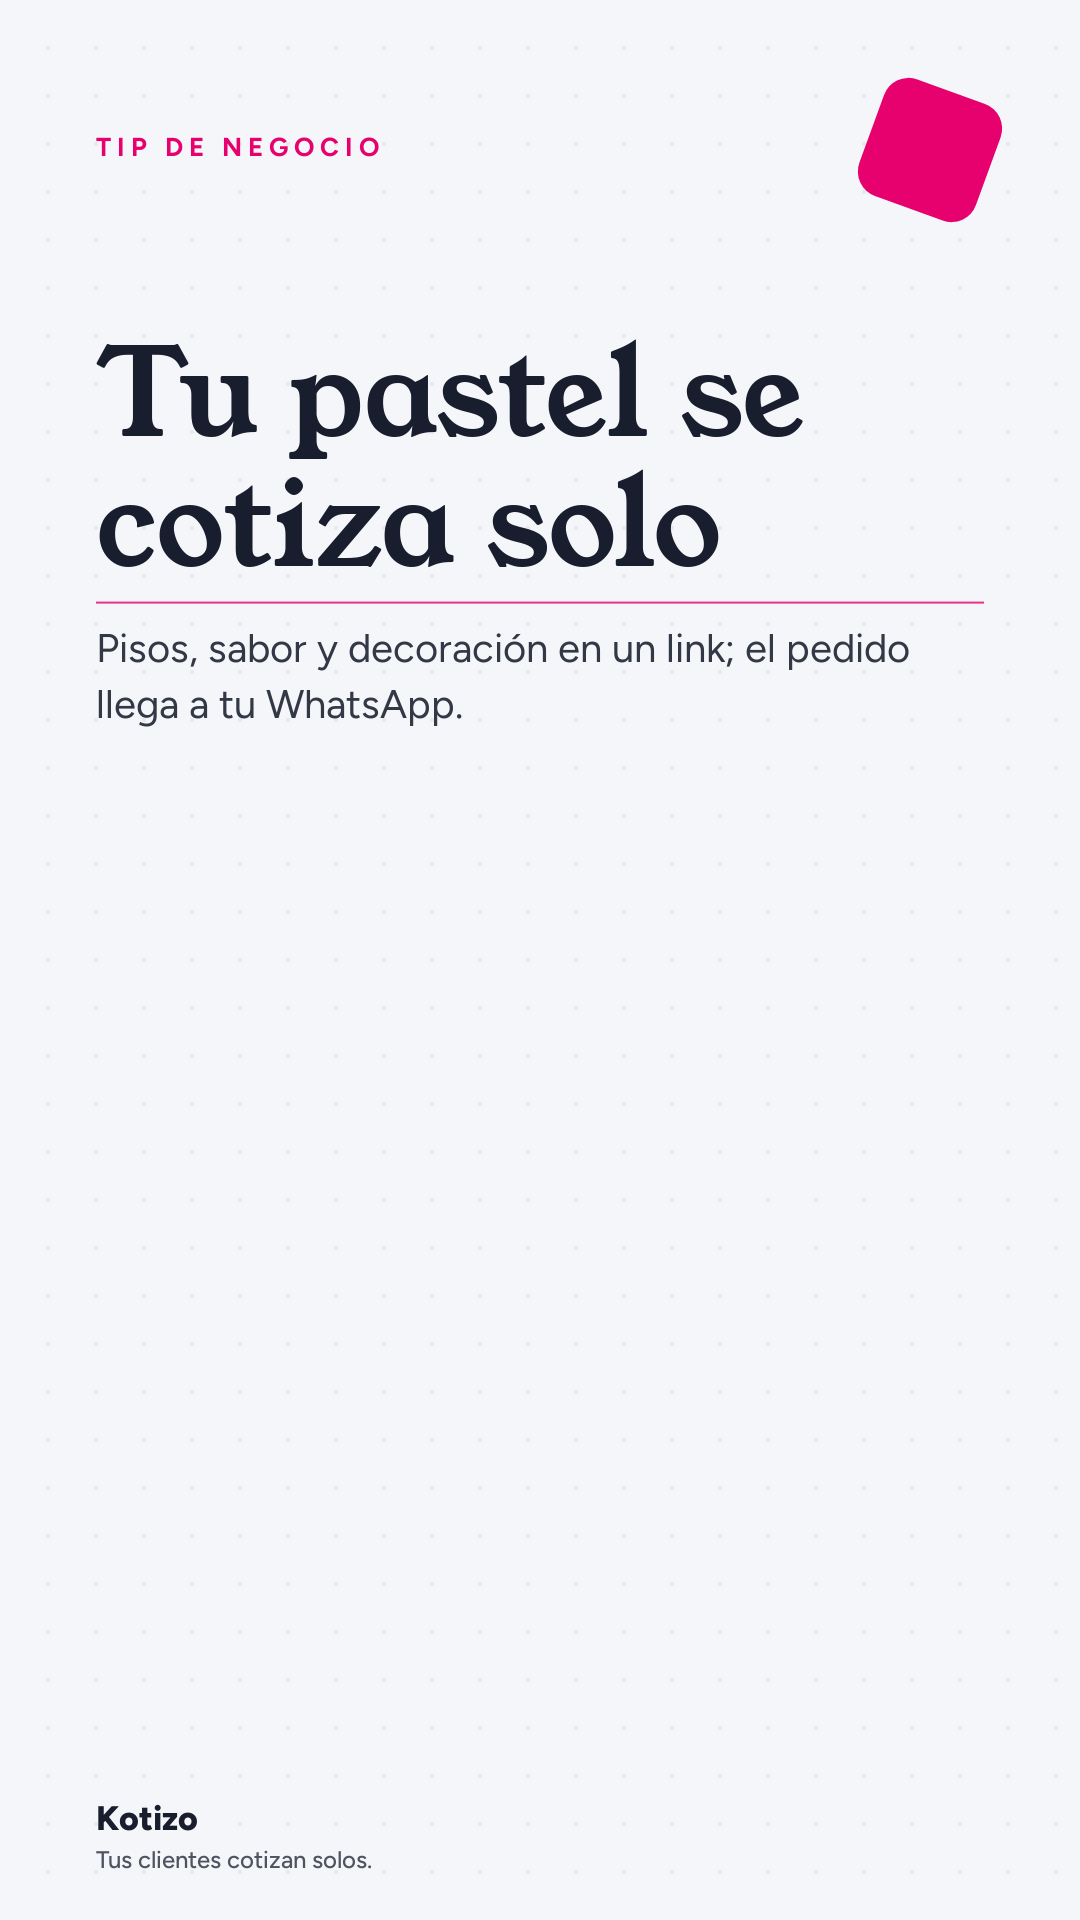 TIP DE NEGOCIO
Tu pastel se
cotiza solo
Pisos, sabor y decoración en un link; el pedido
llega a tu WhatsApp.
Kotizo
Tus clientes cotizan solos.